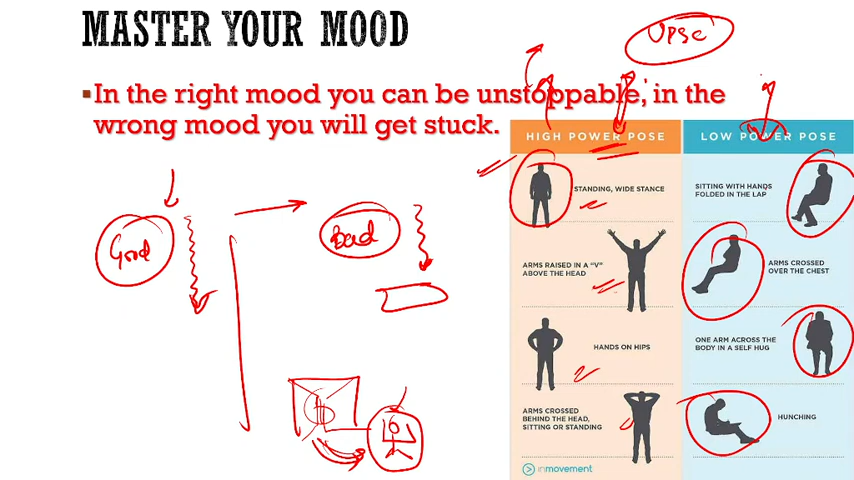 MASTER YOUR MOOD
Upse
▪In the right mood you can be unstoppable, in the
wrong mood you will get stuck.
HIGH POWER POSE
LOW POWER POSE
STANDING, WIDE STANCE
SITTING WITH HANDS
FOLDED IN THE LAP
Good
Bad
ARMS RAISED IN A "V"
ABOVE THE HEAD
ARMS CROSSED
OVER THE CHEST
HANDS ON HIPS
ONE ARM ACROSS THE
BODY IN A SELF HUG
ARMS CROSSED
BEHIND THE HEAD,
SITTING OR STANDING
HUNCHING
inmovement